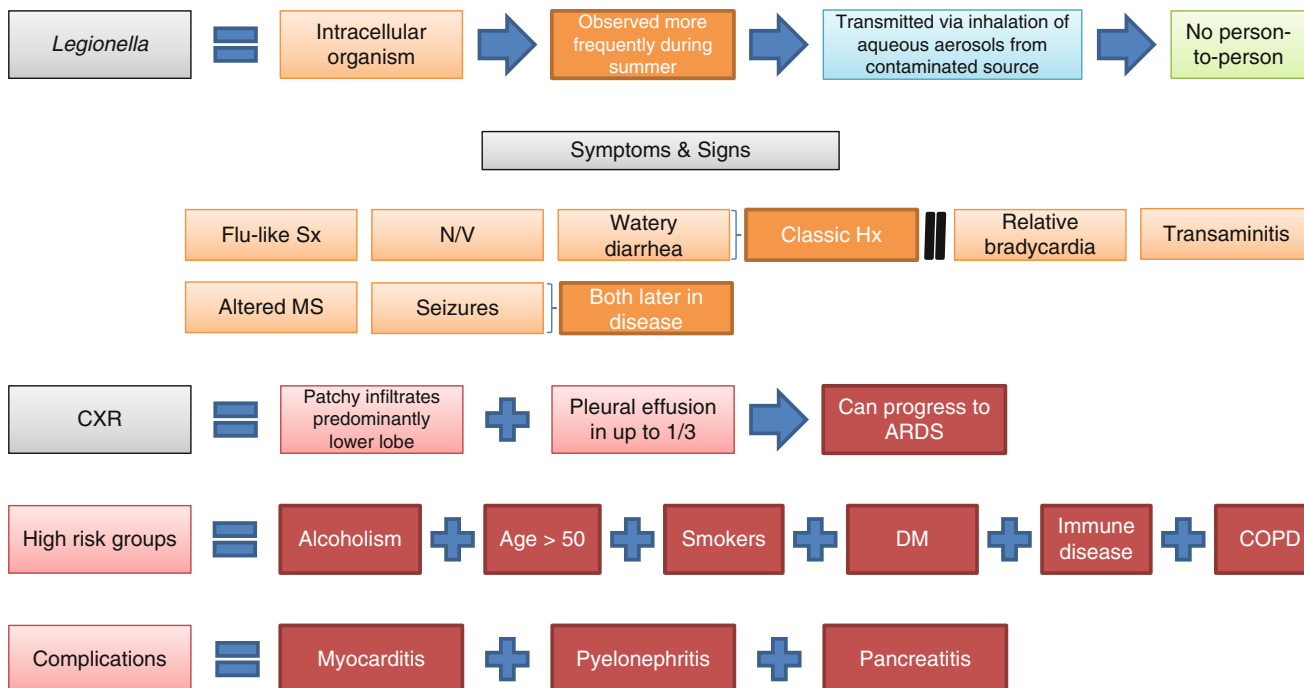 Legionella
Intracellular
organism
Observed more
frequently during
summer
Transmitted via inhalation of
aqueous aerosols from
contaminated source
No person-
to-person
Symptoms & Signs
Flu-like Sx
N/V
Watery
diarrhea
Classic Hx
Relative
bradycardia
Transaminitis
Altered MS
Seizures
Both later in
disease
CXR
Patchy infiltrates
predominantly
lower lobe
Pleural effusion
in up to 1/3
Can progress to
ARDS
High risk groups
Alcoholism
Age > 50
Smokers
DM
Immune
disease
COPD
Complications
Myocarditis
Pyelonephritis
Pancreatitis